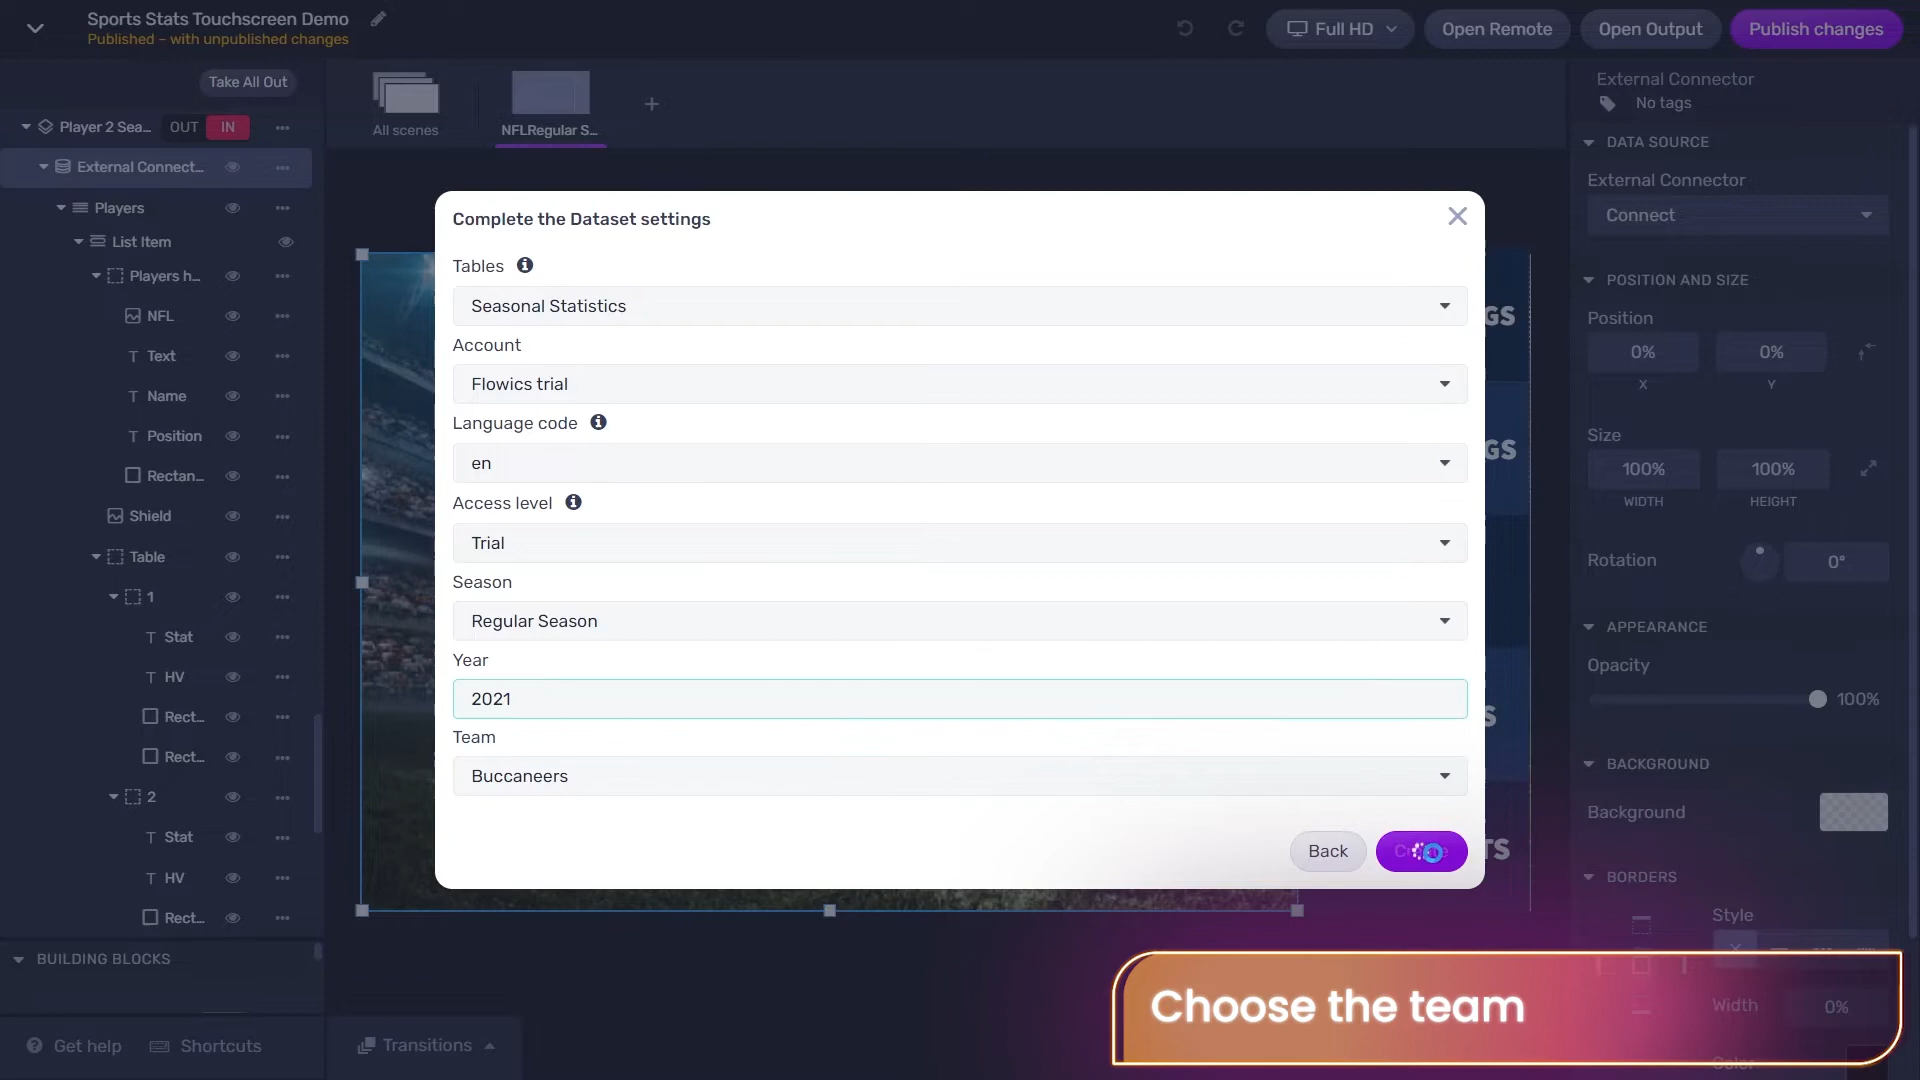 Sports Stats Touchscreen Demo
Published – with unpublished changes
Full HD
Open Remote
Open Output
Publish changes
Take All Out
All scenes
NFLRegular S...
+
Player 2 Sea...
OUT
IN
External Connect...
Players
List Item
Players h...
NFL
T Text
T Name
T Position
Rectan...
Shield
Table
1
T Stat
T HV
Rect...
Rect...
2
T Stat
T HV
Rect...
BUILDING BLOCKS
Get help
Shortcuts
Transitions
Complete the Dataset settings
Tables
Seasonal Statistics
Account
Flowics trial
Language code
en
Access level
Trial
Season
Regular Season
Year
2021
Team
Buccaneers
Back
GS
GS
S
TS
External Connector
No tags
DATA SOURCE
External Connector
Connect
POSITION AND SIZE
Position
0%
0%
X
Y
Size
100%
100%
WIDTH
HEIGHT
Rotation
0°
APPEARANCE
Opacity
100%
BACKGROUND
Background
BORDERS
Style
Width
0%
Color
Choose the team